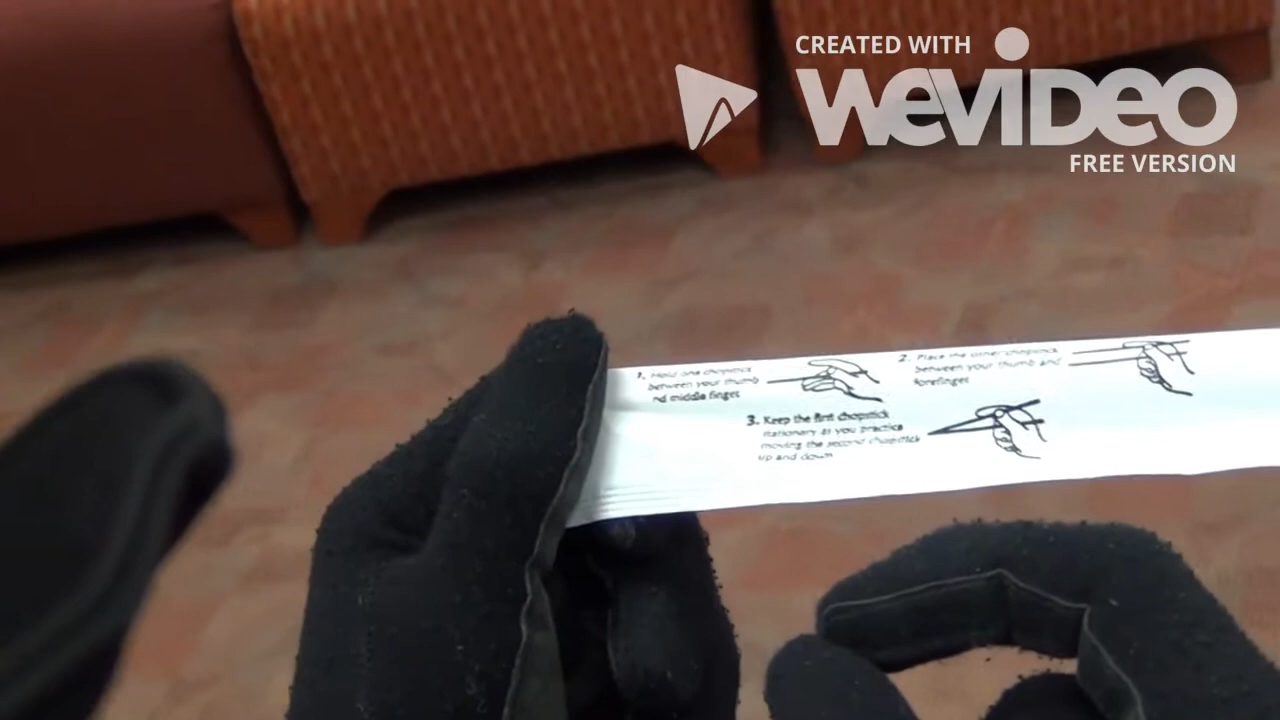 CREATED WITH
WEVIDEO
FREE VERSION
1. Hold one chopstick
between your thumb
nd middle finger
2. Place the other chopstick
between your thumb and
forefinger
3. Keep the first chopstick
stationary as you practice
moving the second chopstick
up and down